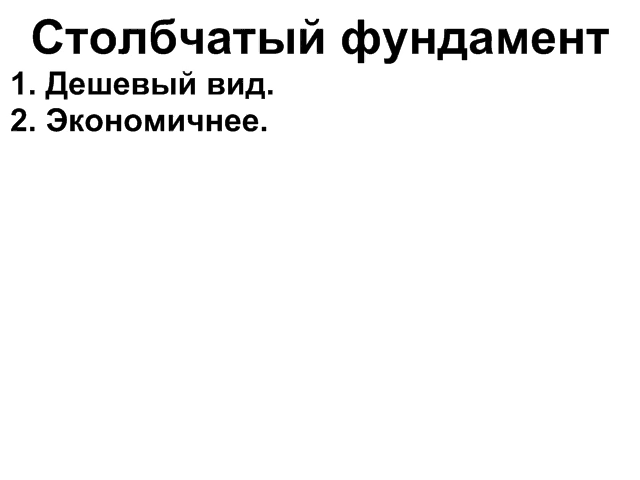 Столбчатый фундамент
1. Дешевый вид.
2. Экономичнее.